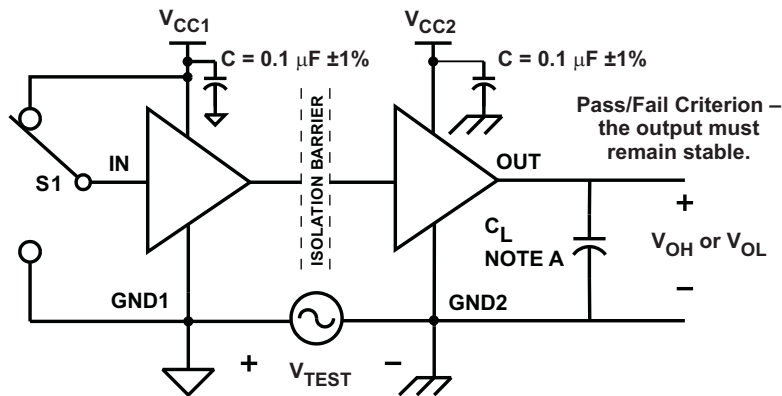 VCC1
VCC2
C = 0.1 μF ±1%
C = 0.1 μF ±1%
Pass/Fail Criterion –
the output must
remain stable.
ISOLATION BARRIER
IN
OUT
S1
+
CL
NOTE A
VOH or VOL
–
GND1
GND2
+
VTEST
–